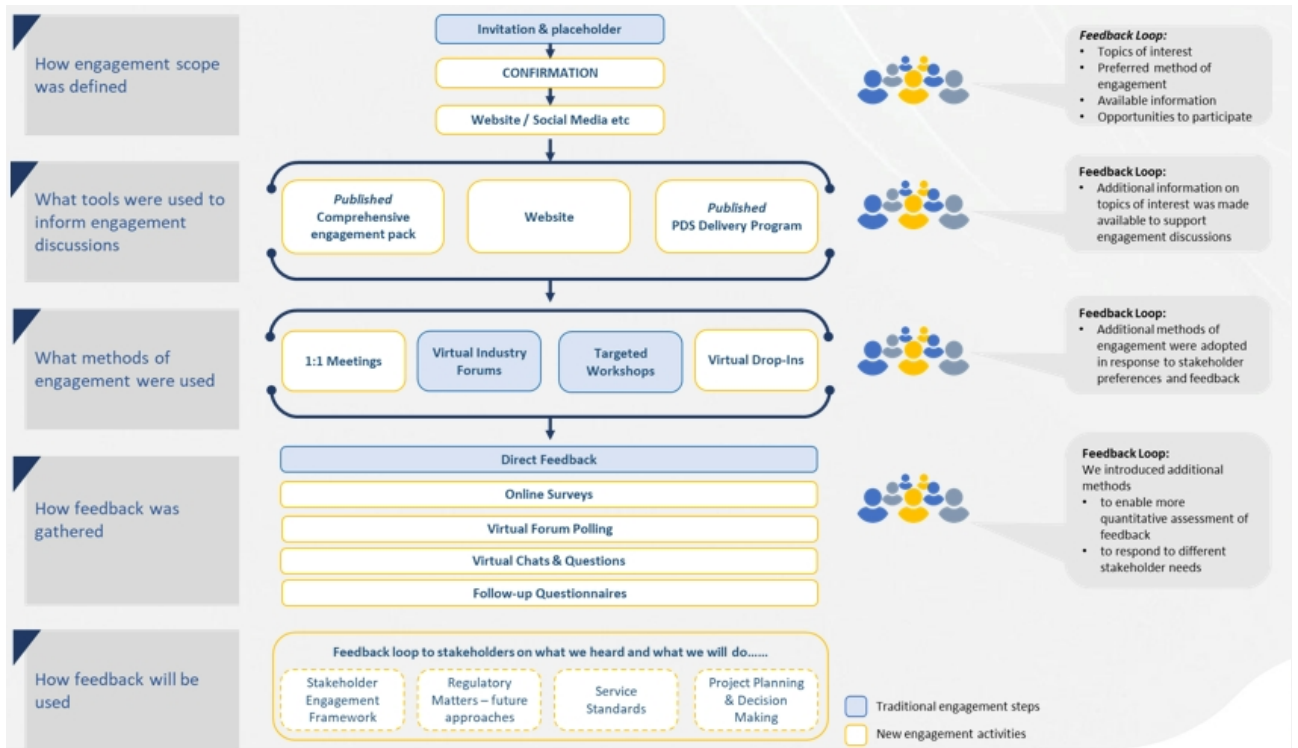 How engagement scope
was defined
Invitation & placeholder
CONFIRMATION
Website / Social Media etc
Feedback Loop:
• Topics of interest
• Preferred method of
engagement
• Available information
• Opportunities to participate
What tools were used to
inform engagement
discussions
Published
Comprehensive
engagement pack
Website
Published
PDS Delivery Program
Feedback Loop:
• Additional information on
topics of interest was made
available to support
engagement discussions
What methods of
engagement were used
1:1 Meetings
Virtual Industry
Forums
Targeted
Workshops
Virtual Drop-Ins
Feedback Loop:
• Additional methods of
engagement were adopted
in response to stakeholder
preferences and feedback
How feedback was
gathered
Direct Feedback
Online Surveys
Virtual Forum Polling
Virtual Chats & Questions
Follow-up Questionnaires
Feedback Loop:
We introduced additional
methods
• to enable more
quantitative assessment of
feedback
• to respond to different
stakeholder needs
How feedback will be
used
Feedback loop to stakeholders on what we heard and what we will do......
Stakeholder
Engagement
Framework
Regulatory
Matters – future
approaches
Service
Standards
Project Planning
& Decision
Making
Traditional engagement steps
New engagement activities